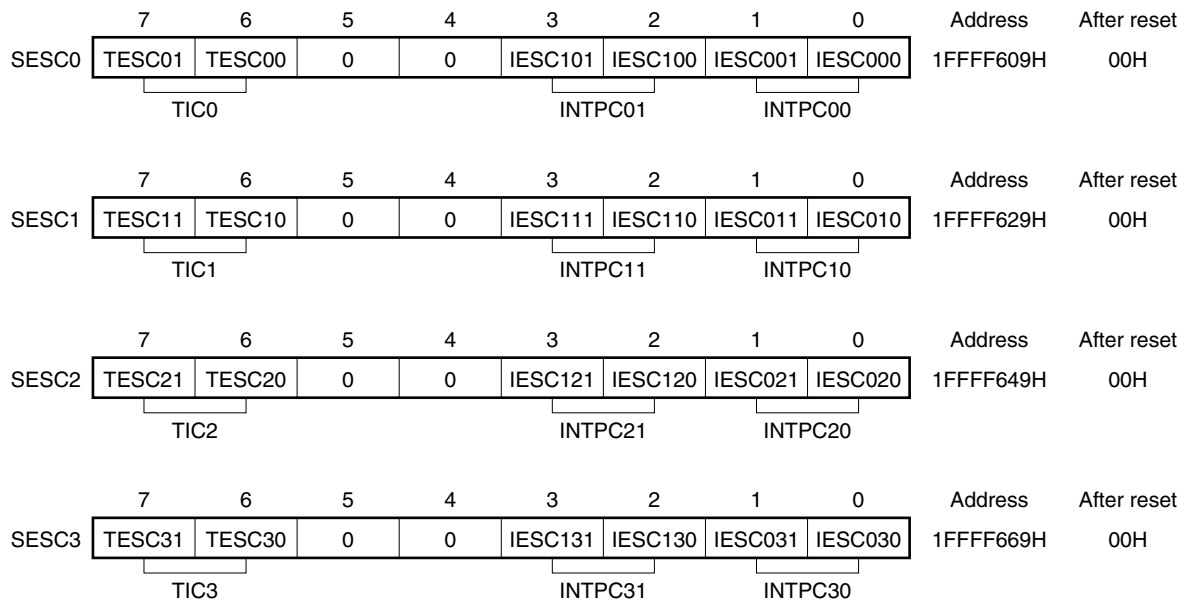 7 6 5 4 3 2 1 0 Address After reset
SESC0 TESC01 TESC00 0 0 IESC101 IESC100 IESC001 IESC000 1FFFF609H 00H
TIC0 INTPC01 INTPC00
7 6 5 4 3 2 1 0 Address After reset
SESC1 TESC11 TESC10 0 0 IESC111 IESC110 IESC011 IESC010 1FFFF629H 00H
TIC1 INTPC11 INTPC10
7 6 5 4 3 2 1 0 Address After reset
SESC2 TESC21 TESC20 0 0 IESC121 IESC120 IESC021 IESC020 1FFFF649H 00H
TIC2 INTPC21 INTPC20
7 6 5 4 3 2 1 0 Address After reset
SESC3 TESC31 TESC30 0 0 IESC131 IESC130 IESC031 IESC030 1FFFF669H 00H
TIC3 INTPC31 INTPC30